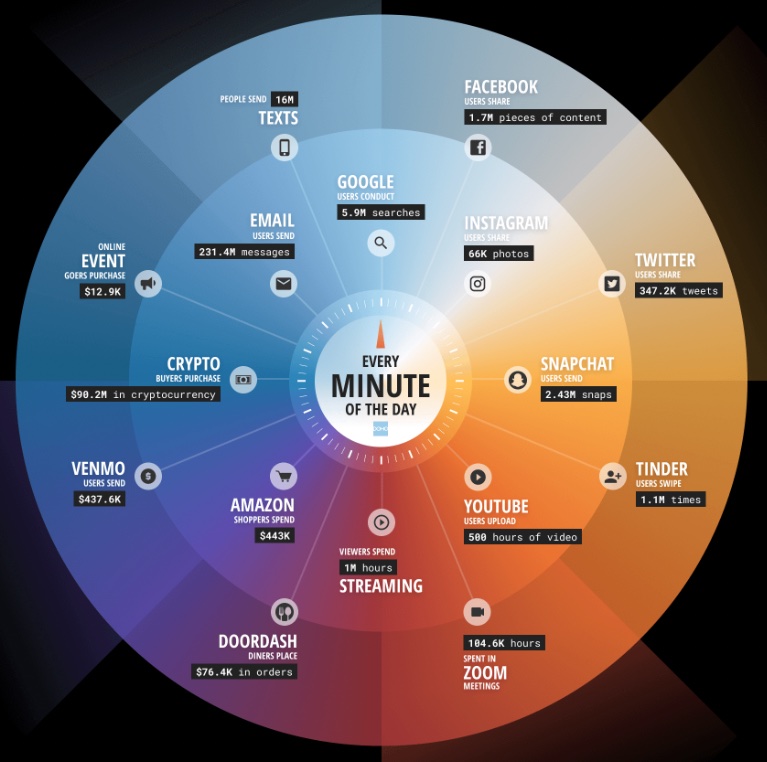 PEOPLE SEND 16M
TEXTS
FACEBOOK
USERS SHARE
1.7M pieces of content
GOOGLE
USERS CONDUCT
5.9M searches
EMAIL
USERS SEND
231.4M messages
INSTAGRAM
USERS SHARE
66K photos
ONLINE
EVENT
GOERS PURCHASE
$12.9K
TWITTER
USERS SHARE
347.2K tweets
CRYPTO
BUYERS PURCHASE
$90.2M in cryptocurrency
EVERY
MINUTE
OF THE DAY
DOMO
SNAPCHAT
USERS SEND
2.43M snaps
VENMO
USERS SEND
$437.6K
AMAZON
SHOPPERS SPEND
$443K
YOUTUBE
USERS UPLOAD
500 hours of video
TINDER
USERS SWIPE
1.1M times
VIEWERS SPEND
1M hours
STREAMING
DOORDASH
DINERS PLACE
$76.4K in orders
104.6K hours
SPENT IN
ZOOM
MEETINGS